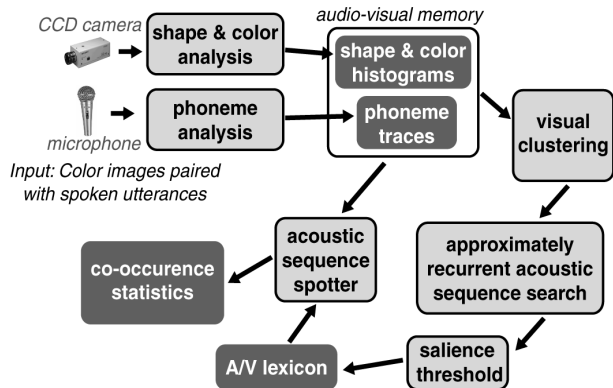 CCD camera
shape & color
analysis
audio-visual memory
shape & color
histograms
phoneme
analysis
phoneme
traces
microphone
visual
clustering
Input: Color images paired
with spoken utterances
co-occurence
statistics
acoustic
sequence
spotter
approximately
recurrent acoustic
sequence search
A/V lexicon
salience
threshold